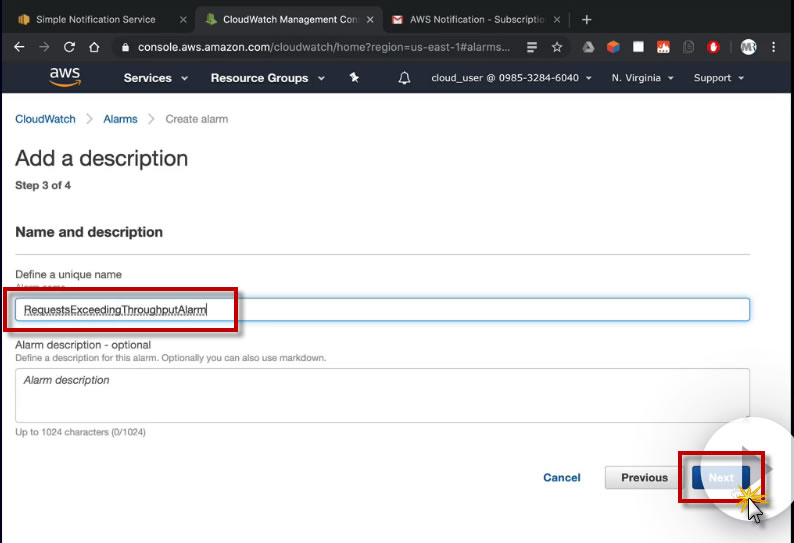 Simple Notification Service
CloudWatch Management Con
AWS Notification - Subscriptio
console.aws.amazon.com/cloudwatch/home?region=us-east-1#alarms...
MR
aws
Services
Resource Groups
cloud_user @ 0985-3284-6040
N. Virginia
Support
CloudWatch
Alarms
Create alarm
Add a description
Step 3 of 4
Name and description
Define a unique name
Alarm name
RequestsExceedingThroughputAlarm
Alarm description - optional
Define a description for this alarm. Optionally you can also use markdown.
Alarm description
Up to 1024 characters (0/1024)
Cancel
Previous
Next